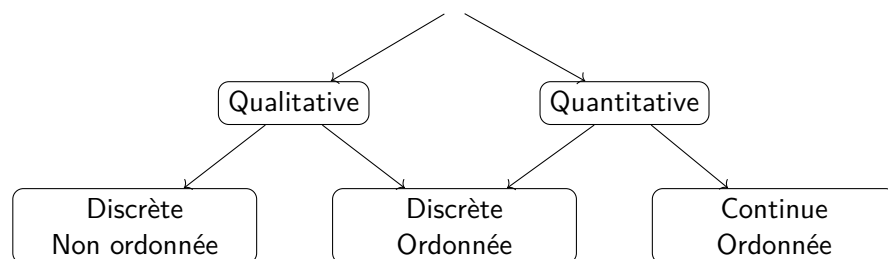 Qualitative
Quantitative
Discrète
Non ordonnée
Discrète
Ordonnée
Continue
Ordonnée